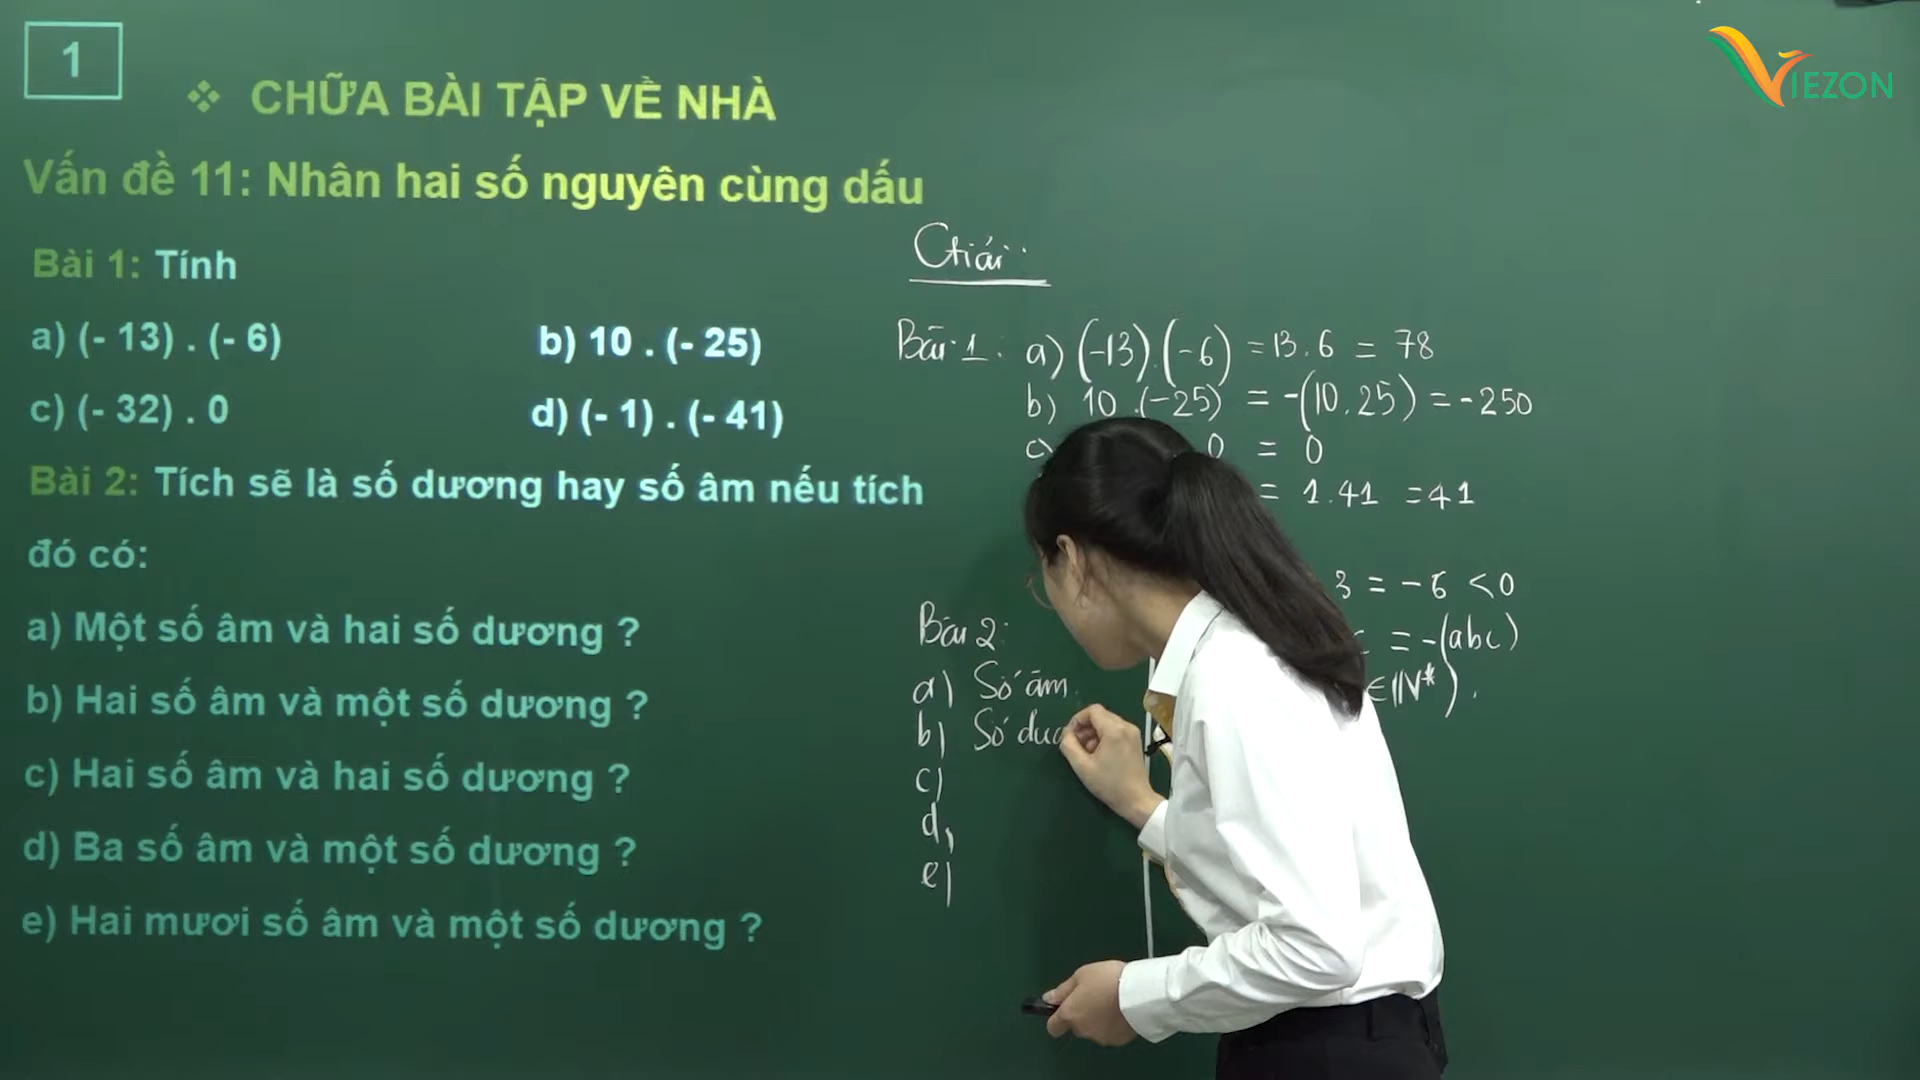 1
VIEZON
❖ CHỮA BÀI TẬP VỀ NHÀ
Vấn đề 11: Nhân hai số nguyên cùng dấu
Bài 1: Tính
a) (- 13) . (- 6)
b) 10 . (- 25)
c) (- 32) . 0
d) (- 1) . (- 41)
Bài 2: Tích sẽ là số dương hay số âm nếu tích
đó có:
a) Một số âm và hai số dương ?
b) Hai số âm và một số dương ?
c) Hai số âm và hai số dương ?
d) Ba số âm và một số dương ?
e) Hai mươi số âm và một số dương ?
Giải:
Bài 1: a) (-13).(-6) = 13.6 = 78
b) 10 .(-25) = -(10.25) = -250
c) 0 = 0
= 1.41 = 41
3 = -6 < 0
Bài 2:
c = -(abc)
a) Số âm.
∈ N*).
b) Số dư
c)
d)
e)